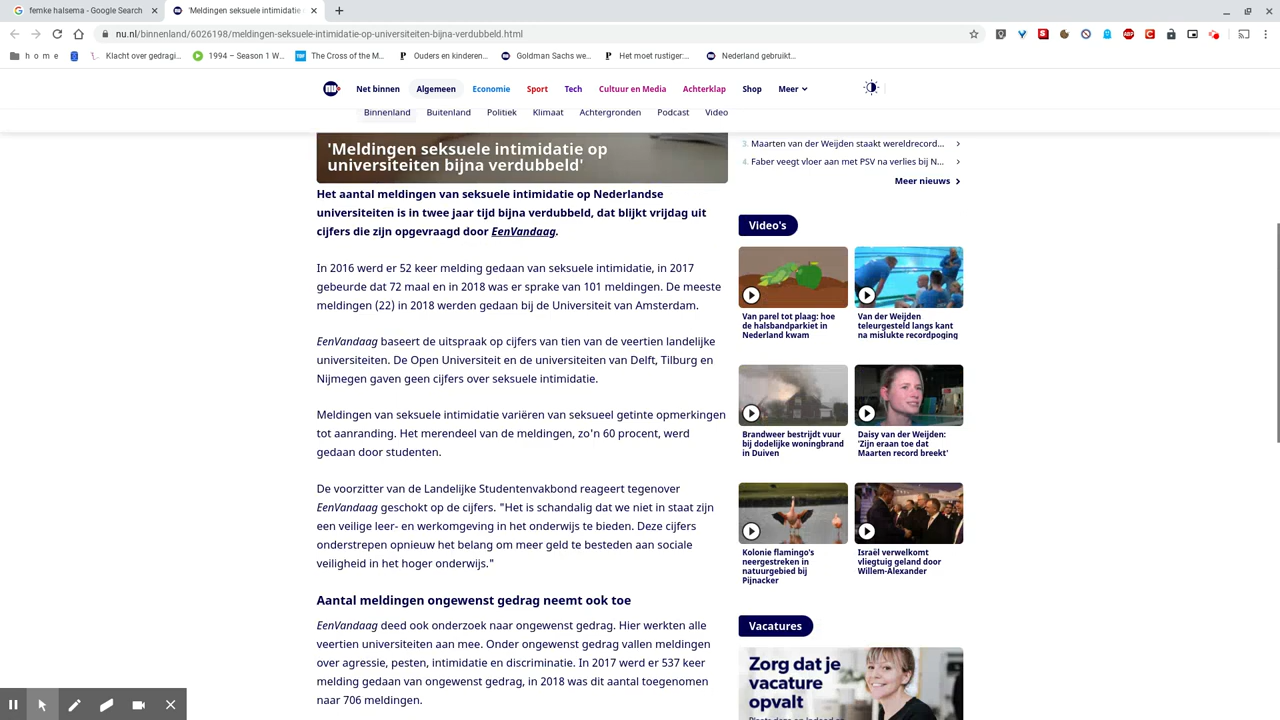 femke halsema - Google Search
'Meldingen seksuele intimidatie
nu.nl/binnenland/6026198/meldingen-seksuele-intimidatie-op-universiteiten-bijna-verdubbeld.html
h o m e
Klacht over gedragi...
1994 – Season 1 W...
The Cross of the M...
Ouders en kinderen...
Goldman Sachs we...
Het moet rustiger:...
Nederland gebruikt...
Net binnen Algemeen Economie Sport Tech Cultuur en Media Achterklap Shop Meer
Binnenland Buitenland Politiek Klimaat Achtergronden Podcast Video
'Meldingen seksuele intimidatie op
universiteiten bijna verdubbeld'
Het aantal meldingen van seksuele intimidatie op Nederlandse
universiteiten is in twee jaar tijd bijna verdubbeld, dat blijkt vrijdag uit
cijfers die zijn opgevraagd door EenVandaag.
In 2016 werd er 52 keer melding gedaan van seksuele intimidatie, in 2017
gebeurde dat 72 maal en in 2018 was er sprake van 101 meldingen. De meeste
meldingen (22) in 2018 werden gedaan bij de Universiteit van Amsterdam.
EenVandaag baseert de uitspraak op cijfers van tien van de veertien landelijke
universiteiten. De Open Universiteit en de universiteiten van Delft, Tilburg en
Nijmegen gaven geen cijfers over seksuele intimidatie.
Meldingen van seksuele intimidatie variëren van seksueel getinte opmerkingen
tot aanranding. Het merendeel van de meldingen, zo'n 60 procent, werd
gedaan door studenten.
De voorzitter van de Landelijke Studentenvakbond reageert tegenover
EenVandaag geschokt op de cijfers. "Het is schandalig dat we niet in staat zijn
een veilige leer- en werkomgeving in het onderwijs te bieden. Deze cijfers
onderstrepen opnieuw het belang om meer geld te besteden aan sociale
veiligheid in het hoger onderwijs."
Aantal meldingen ongewenst gedrag neemt ook toe
EenVandaag deed ook onderzoek naar ongewenst gedrag. Hier werkten alle
veertien universiteiten aan mee. Onder ongewenst gedrag vallen meldingen
over agressie, pesten, intimidatie en discriminatie. In 2017 werd er 537 keer
melding gedaan van ongewenst gedrag, in 2018 was dit aantal toegenomen
naar 706 meldingen.
3. Maarten van der Weijden staakt wereldrecord...
4. Faber veegt vloer aan met PSV na verlies bij N...
Meer nieuws
Video's
Van parel tot plaag: hoe
de halsbandparkiet in
Nederland kwam
Van der Weijden
teleurgesteld langs kant
na mislukte recordpoging
Brandweer bestrijdt vuur
bij dodelijke woningbrand
in Duiven
Daisy van der Weijden:
'Zijn eraan toe dat
Maarten record breekt'
Kolonie flamingo's
neergestreken in
natuurgebied bij
Pijnacker
Israël verwelkomt
vliegtuig geland door
Willem-Alexander
Vacatures
Zorg dat je
vacature
opvalt